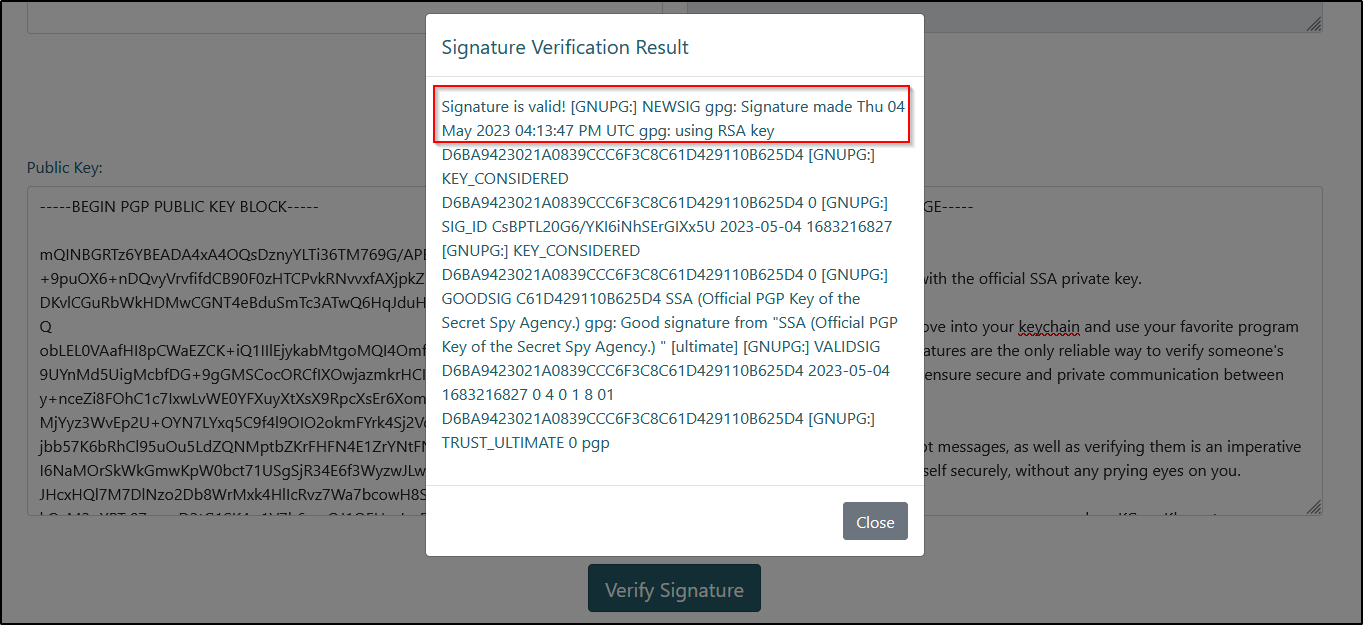 Signature Verification Result
Signature is valid! [GNUPG:] NEWSIG gpg: Signature made Thu 04
May 2023 04:13:47 PM UTC gpg: using RSA key
D6BA9423021A0839CCC6F3C8C61D429110B625D4 [GNUPG:]
KEY_CONSIDERED
D6BA9423021A0839CCC6F3C8C61D429110B625D4 0 [GNUPG:]
SIG_ID CsBPTL20G6/YKI6iNhSErGIXx5U 2023-05-04 1683216827
[GNUPG:] KEY_CONSIDERED
D6BA9423021A0839CCC6F3C8C61D429110B625D4 0 [GNUPG:]
GOODSIG C61D429110B625D4 SSA (Official PGP Key of the
Secret Spy Agency.) gpg: Good signature from "SSA (Official PGP
Key of the Secret Spy Agency.) " [ultimate] [GNUPG:] VALIDSIG
D6BA9423021A0839CCC6F3C8C61D429110B625D4 2023-05-04
1683216827 0 4 0 1 8 01
D6BA9423021A0839CCC6F3C8C61D429110B625D4 [GNUPG:]
TRUST_ULTIMATE 0 pgp
Close
Public Key:
-----BEGIN PGP PUBLIC KEY BLOCK-----
mQINBGRTz6YBEADA4xA4OQsDznyYLTi36TM769G/APB
+9puOX6+nDQvyVrvfifdCB90F0zHTCPvkRNvvxfAXjpkZ
DKvlCGuRbWkHDMwCGNT4eBduSmTc3ATwQ6HqJduH
Q
obLEL0VAafHI8pCWaEZCK+iQ1IIlEjykabMtgoMQI4Omf
9UYnMd5UigMcbfDG+9gGMSCocORCfIXOwjazmkrHCI
y+nceZi8FOhC1c7IxwLvWE0YFXuyXtXsX9RpcXsEr6Xom
MjYyz3WvEp2U+OYN7LYxq5C9f4l9OIO2okmFYrk4Sj2V
jbb57K6bRhCl95uOu5LdZQNMptbZKrFHFN4E1ZrYNtFN
I6NaMOrSkWkGmwKpW0bct71USgSjR34E6f3WyzwJLw
JHcxHQl7M7DlNzo2Db8WrMxk4HlIcRvz7Wa7bcowH8S
GE-----
with the official SSA private key.
ove into your keychain and use your favorite program
atures are the only reliable way to verify someone's
ensure secure and private communication between
pt messages, as well as verifying them is an imperative
self securely, without any prying eyes on you.
Verify Signature